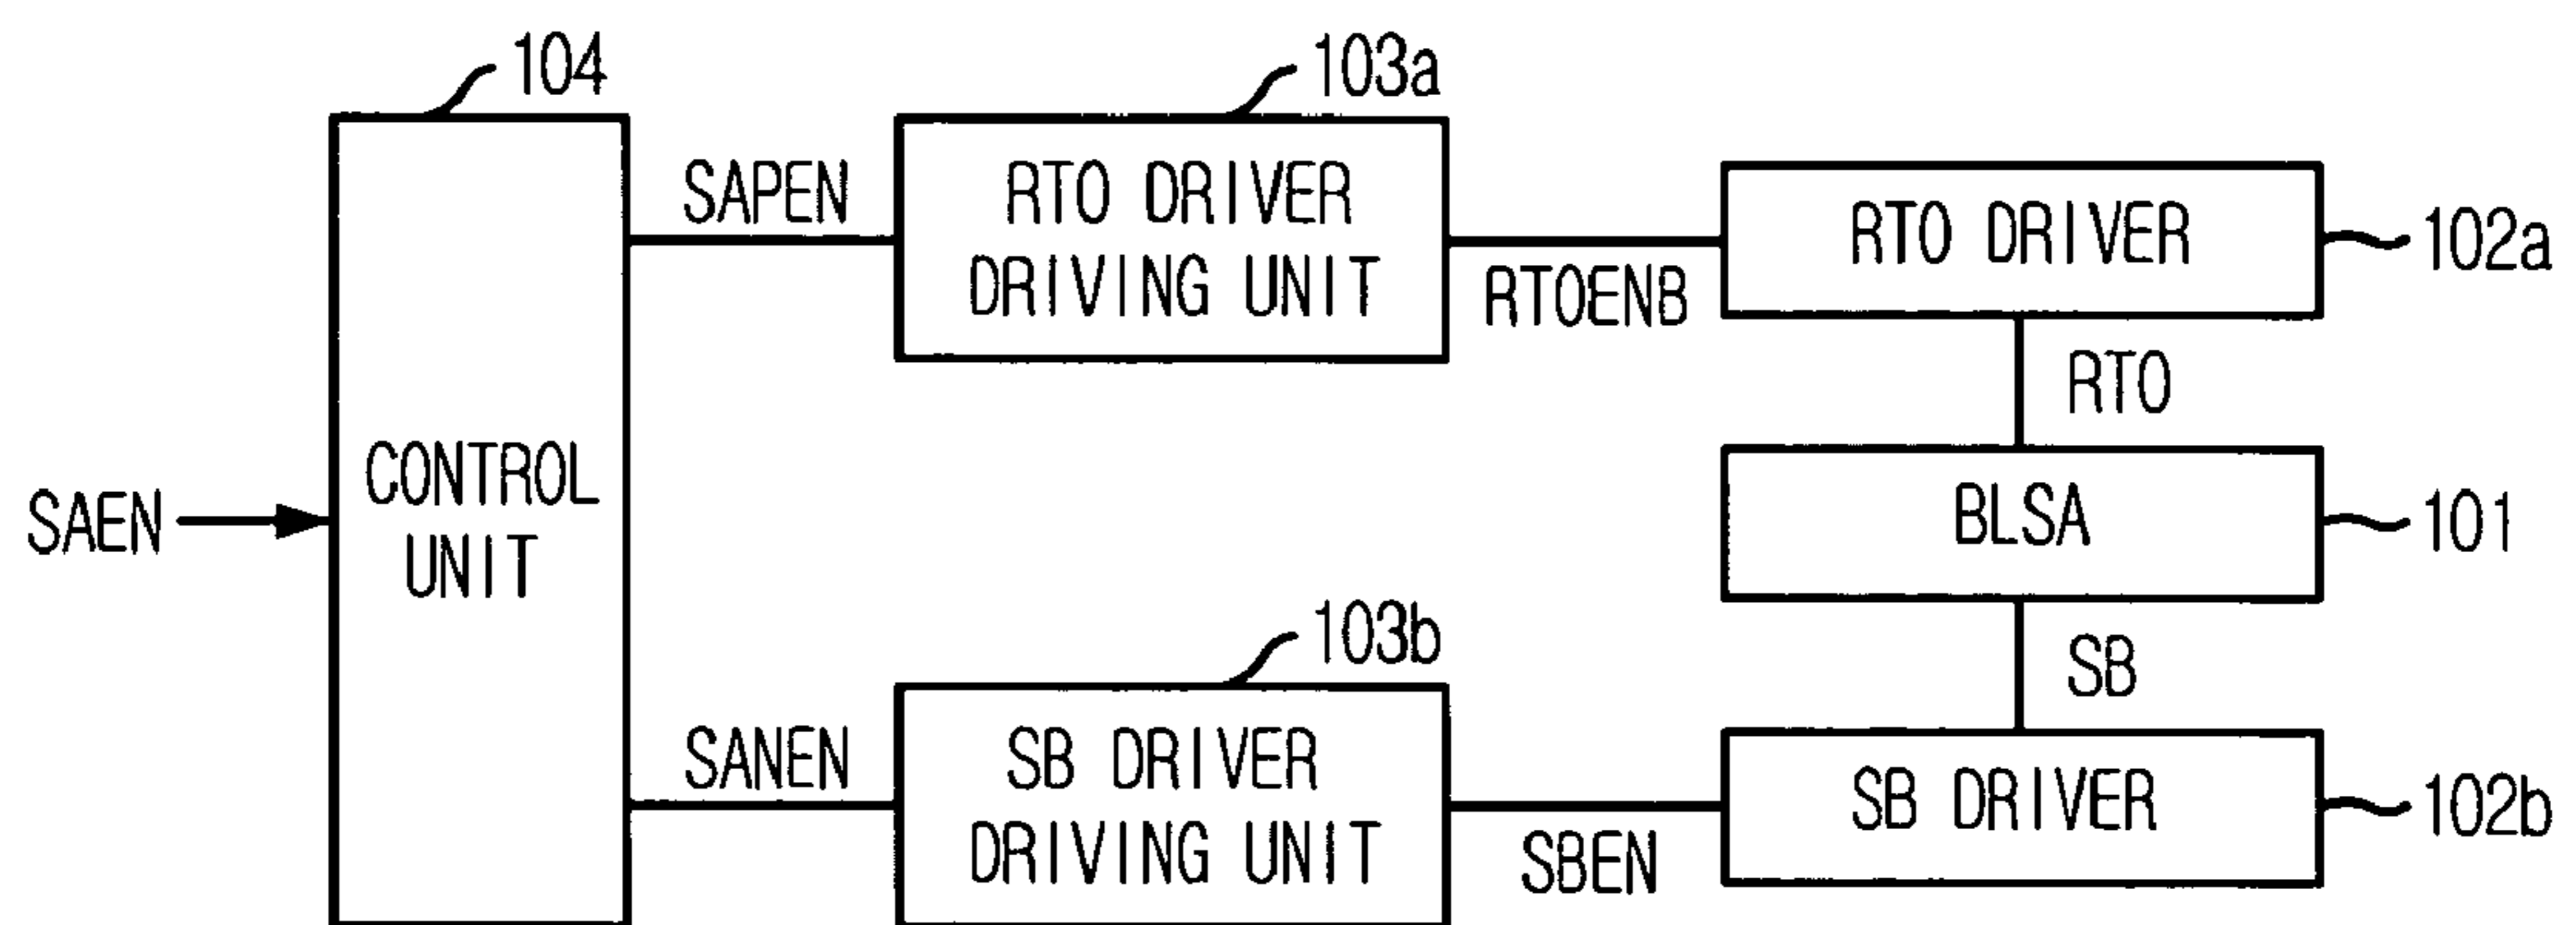 104
103a
SAPEN
RTO DRIVER
DRIVING UNIT
RTOENB
RTO DRIVER
102a
RTO
SAEN
CONTROL
UNIT
BLSA
101
103b
SB
SANEN
SB DRIVER
DRIVING UNIT
SBEN
SB DRIVER
102b